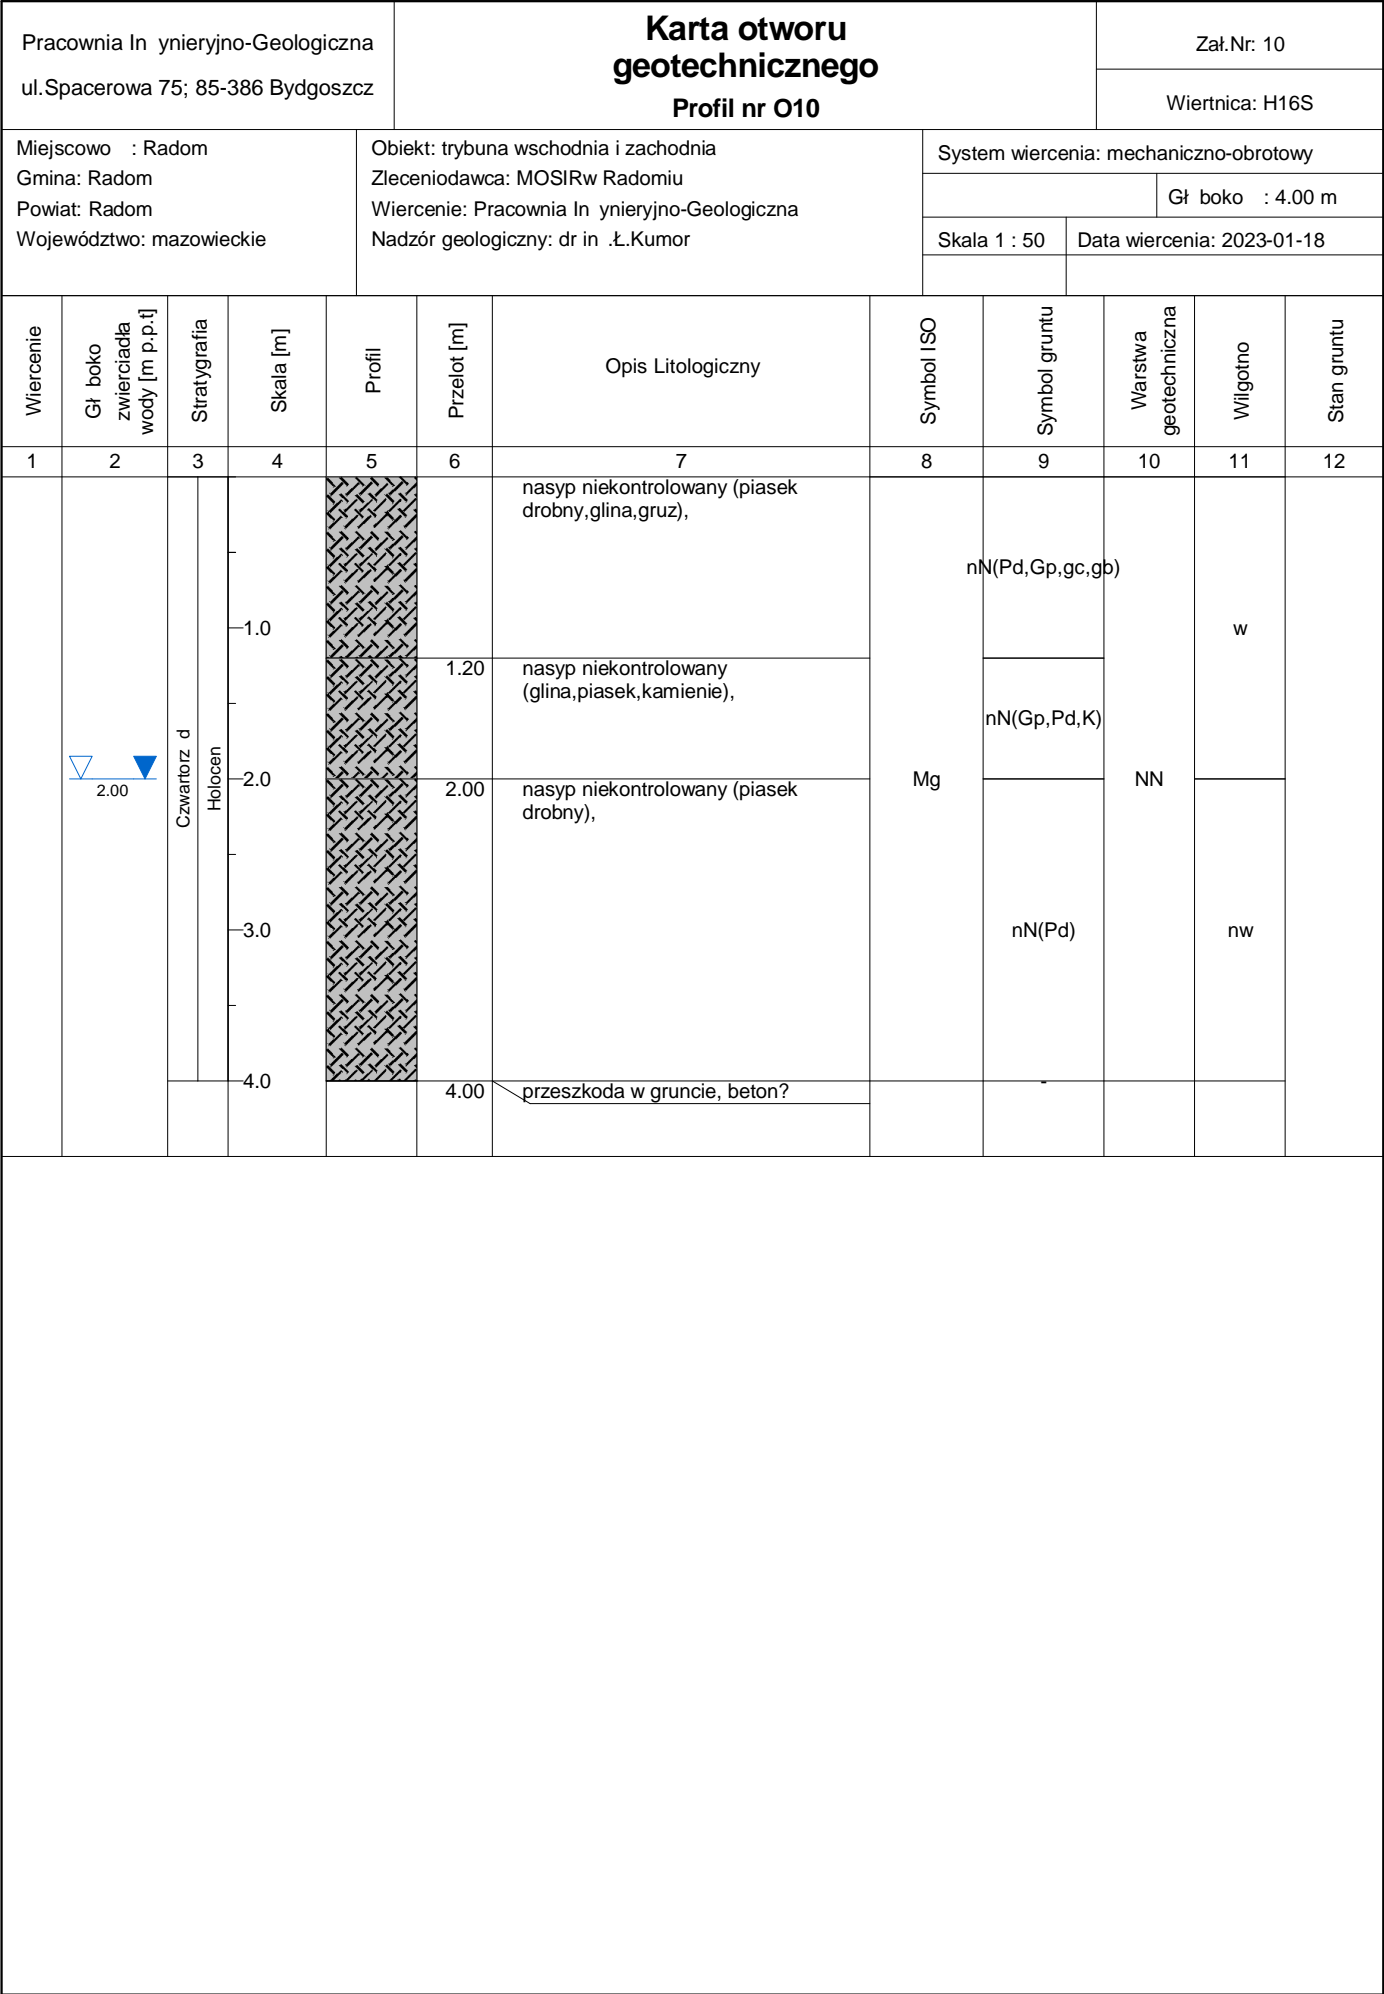 Pracownia In ynieryjno-Geologiczna
ul.Spacerowa 75; 85-386 Bydgoszcz
Karta otworu
geotechnicznego
Profil nr O10
Zał.Nr: 10
Wiertnica: H16S
Miejscowo : Radom
Gmina: Radom
Powiat: Radom
Województwo: mazowieckie
Obiekt: trybuna wschodnia i zachodnia
Zleceniodawca: MOSIRw Radomiu
Wiercenie: Pracownia In ynieryjno-Geologiczna
Nadzór geologiczny: dr in .Ł.Kumor
System wiercenia: mechaniczno-obrotowy
Gł boko : 4.00 m
Skala 1 : 50
Data wiercenia: 2023-01-18
Wiercenie
Gł boko
zwierciadła
wody [m p.p.t]
Stratygrafia
Skala [m]
Profil
Przelot [m]
Opis Litologiczny
Symbol ISO
Symbol gruntu
Warstwa
geotechniczna
Wilgotno
Stan gruntu
1 2 3 4 5 6 7 8 9 10 11 12
nasyp niekontrolowany (piasek
drobny,glina,gruz),
nN(Pd,Gp,gc,gb)
1.0
w
1.20
nasyp niekontrolowany
(glina,piasek,kamienie),
nN(Gp,Pd,K)
2.00
Czwartorz d
Holocen
2.0
2.00
nasyp niekontrolowany (piasek
drobny),
Mg
NN
3.0
nN(Pd)
nw
4.0
4.00
przeszkoda w gruncie, beton?
-